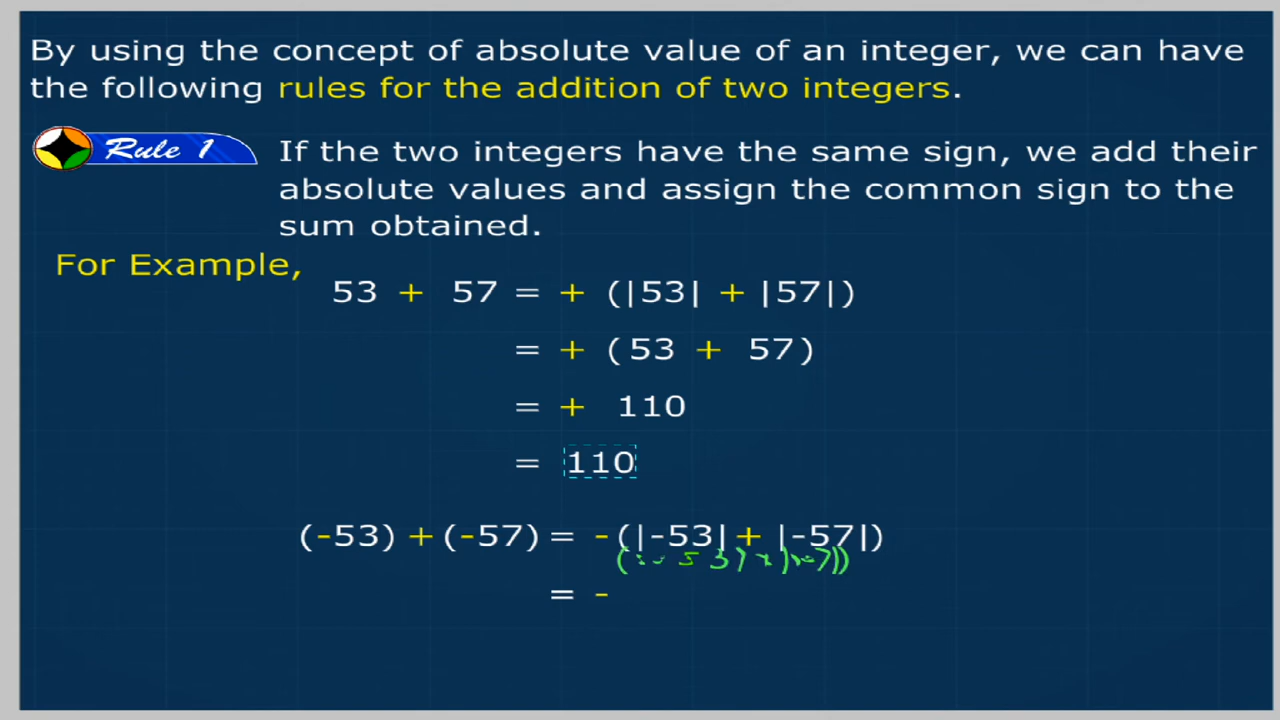 By using the concept of absolute value of an integer, we can have
the following rules for the addition of two integers.
Rule 1
If the two integers have the same sign, we add their
absolute values and assign the common sign to the
sum obtained.
For Example,
53 + 57 = + (|53| + |57|)
= + (53 + 57)
= + 110
= 110
(-53) + (-57) = - (|-53| + |-57|)
= -